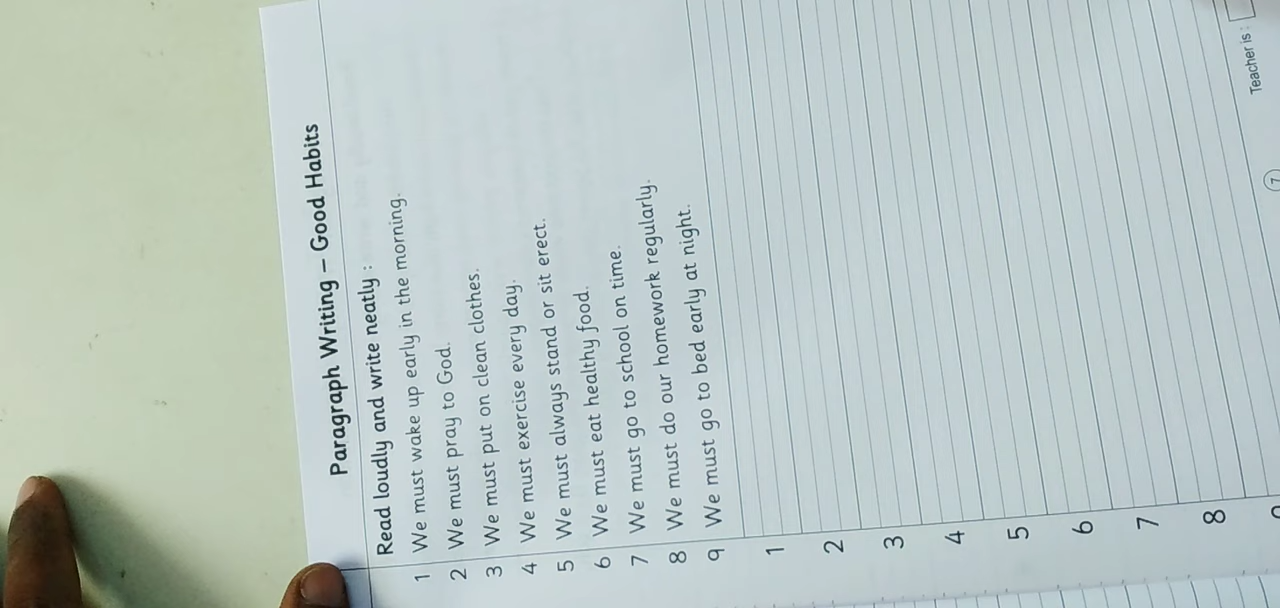 Paragraph Writing – Good Habits
Read loudly and write neatly :
1 We must wake up early in the morning.
2 We must pray to God.
3 We must put on clean clothes.
4 We must exercise every day.
5 We must always stand or sit erect.
6 We must eat healthy food.
7 We must go to school on time.
8 We must do our homework regularly.
9 We must go to bed early at night.
1
2
3
4
5
6
7
8
7
Teacher is :